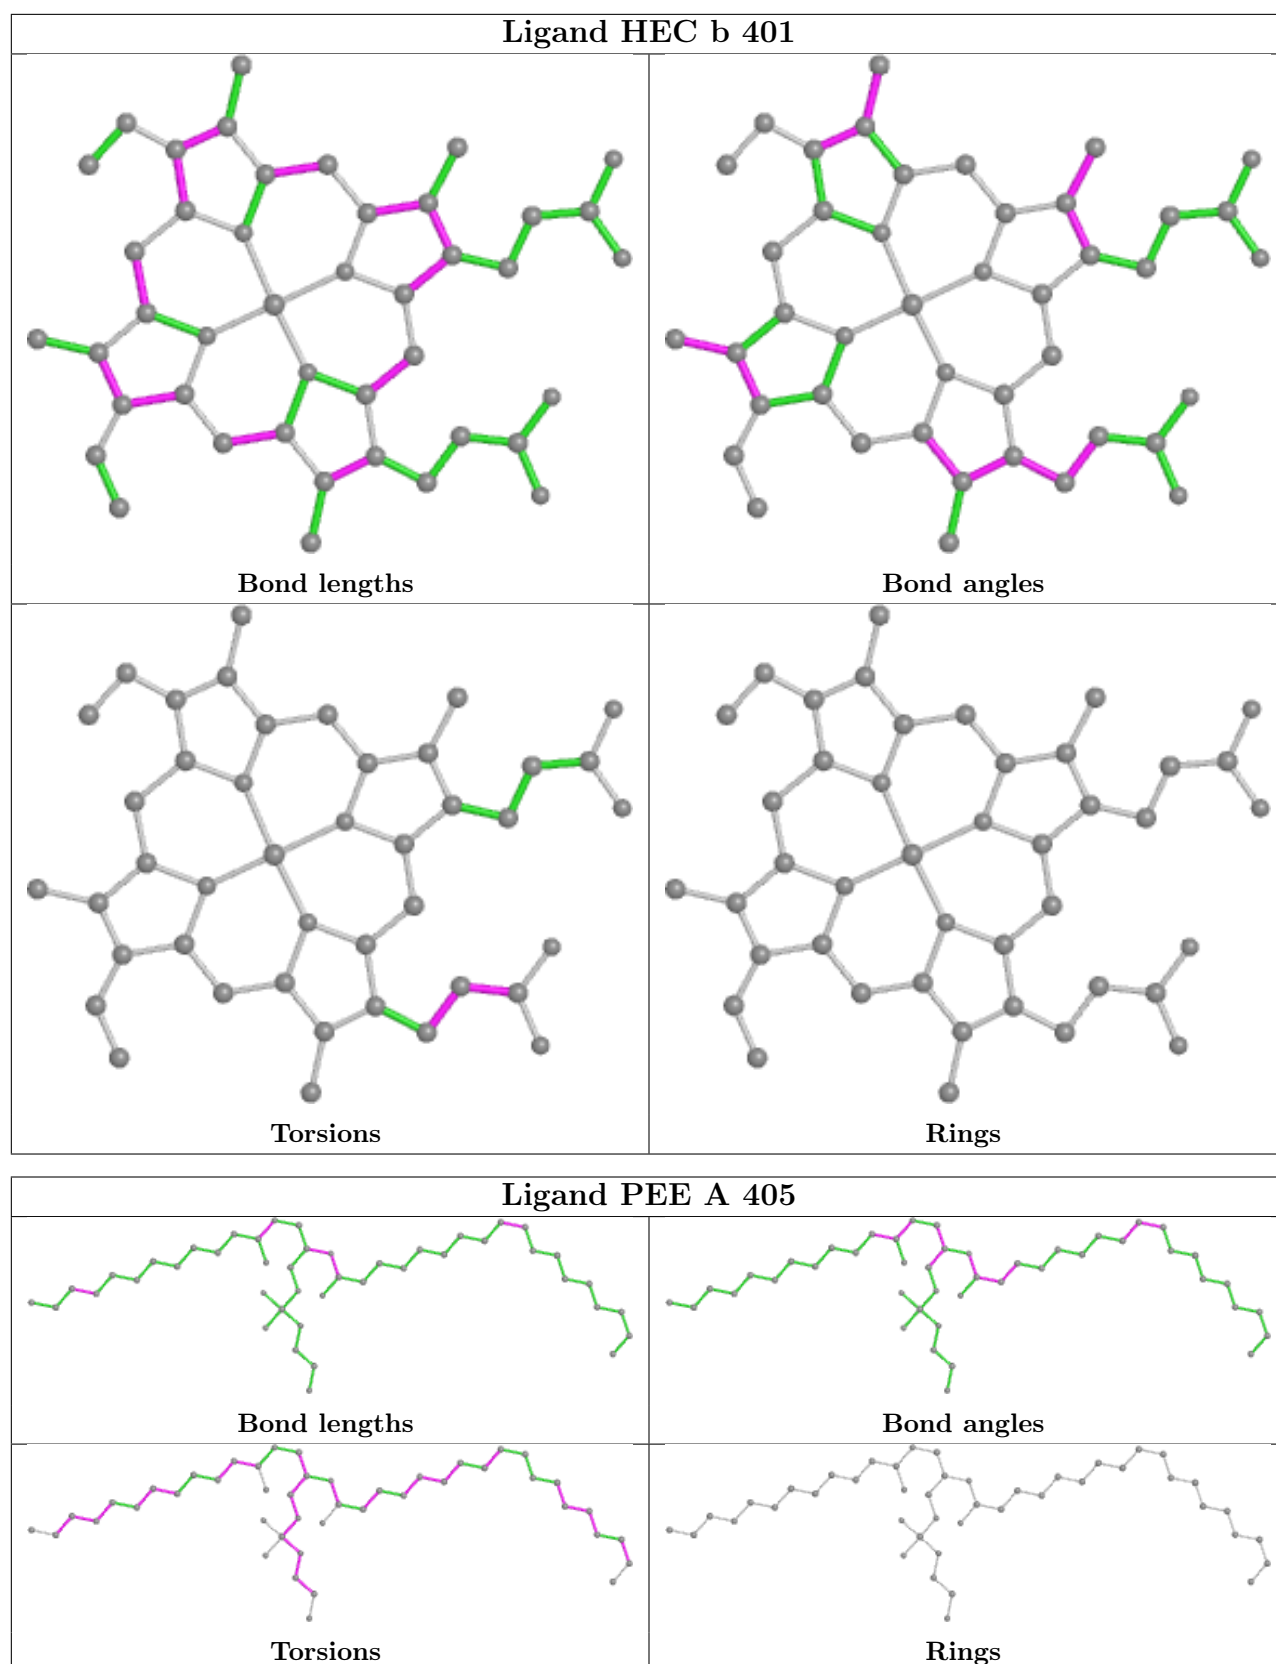 Ligand HEC b 401
Bond lengths
Bond angles
Torsions
Rings
Ligand PEE A 405
Bond lengths
Bond angles
Torsions
Rings